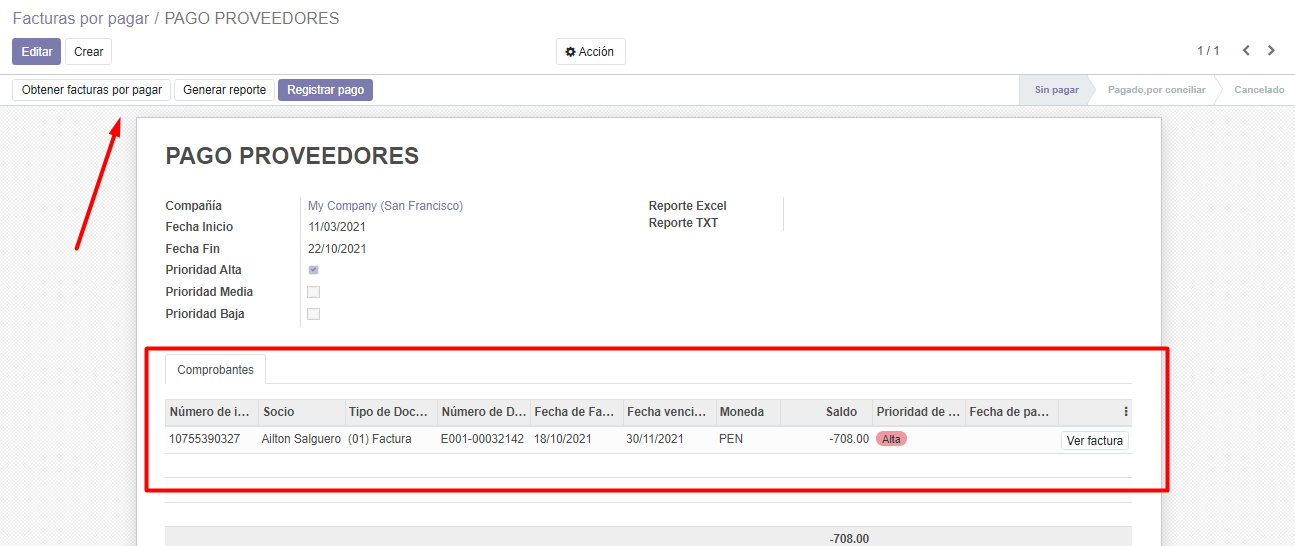 Facturas por pagar / PAGO PROVEEDORES
Editar Crear Acción 1 / 1
Obtener facturas por pagar Generar reporte Registrar pago Sin pagar Pagado,por conciliar Cancelado
PAGO PROVEEDORES
Compañía My Company (San Francisco) Reporte Excel
Fecha Inicio 11/03/2021 Reporte TXT
Fecha Fin 22/10/2021
Prioridad Alta
Prioridad Media
Prioridad Baja
Comprobantes
Número de i... Socio Tipo de Doc... Número de D... Fecha de Fa... Fecha venci... Moneda Saldo Prioridad de ... Fecha de pa...
10755390327 Ailton Salguero (01) Factura E001-00032142 18/10/2021 30/11/2021 PEN -708.00 Alta Ver factura
-708.00